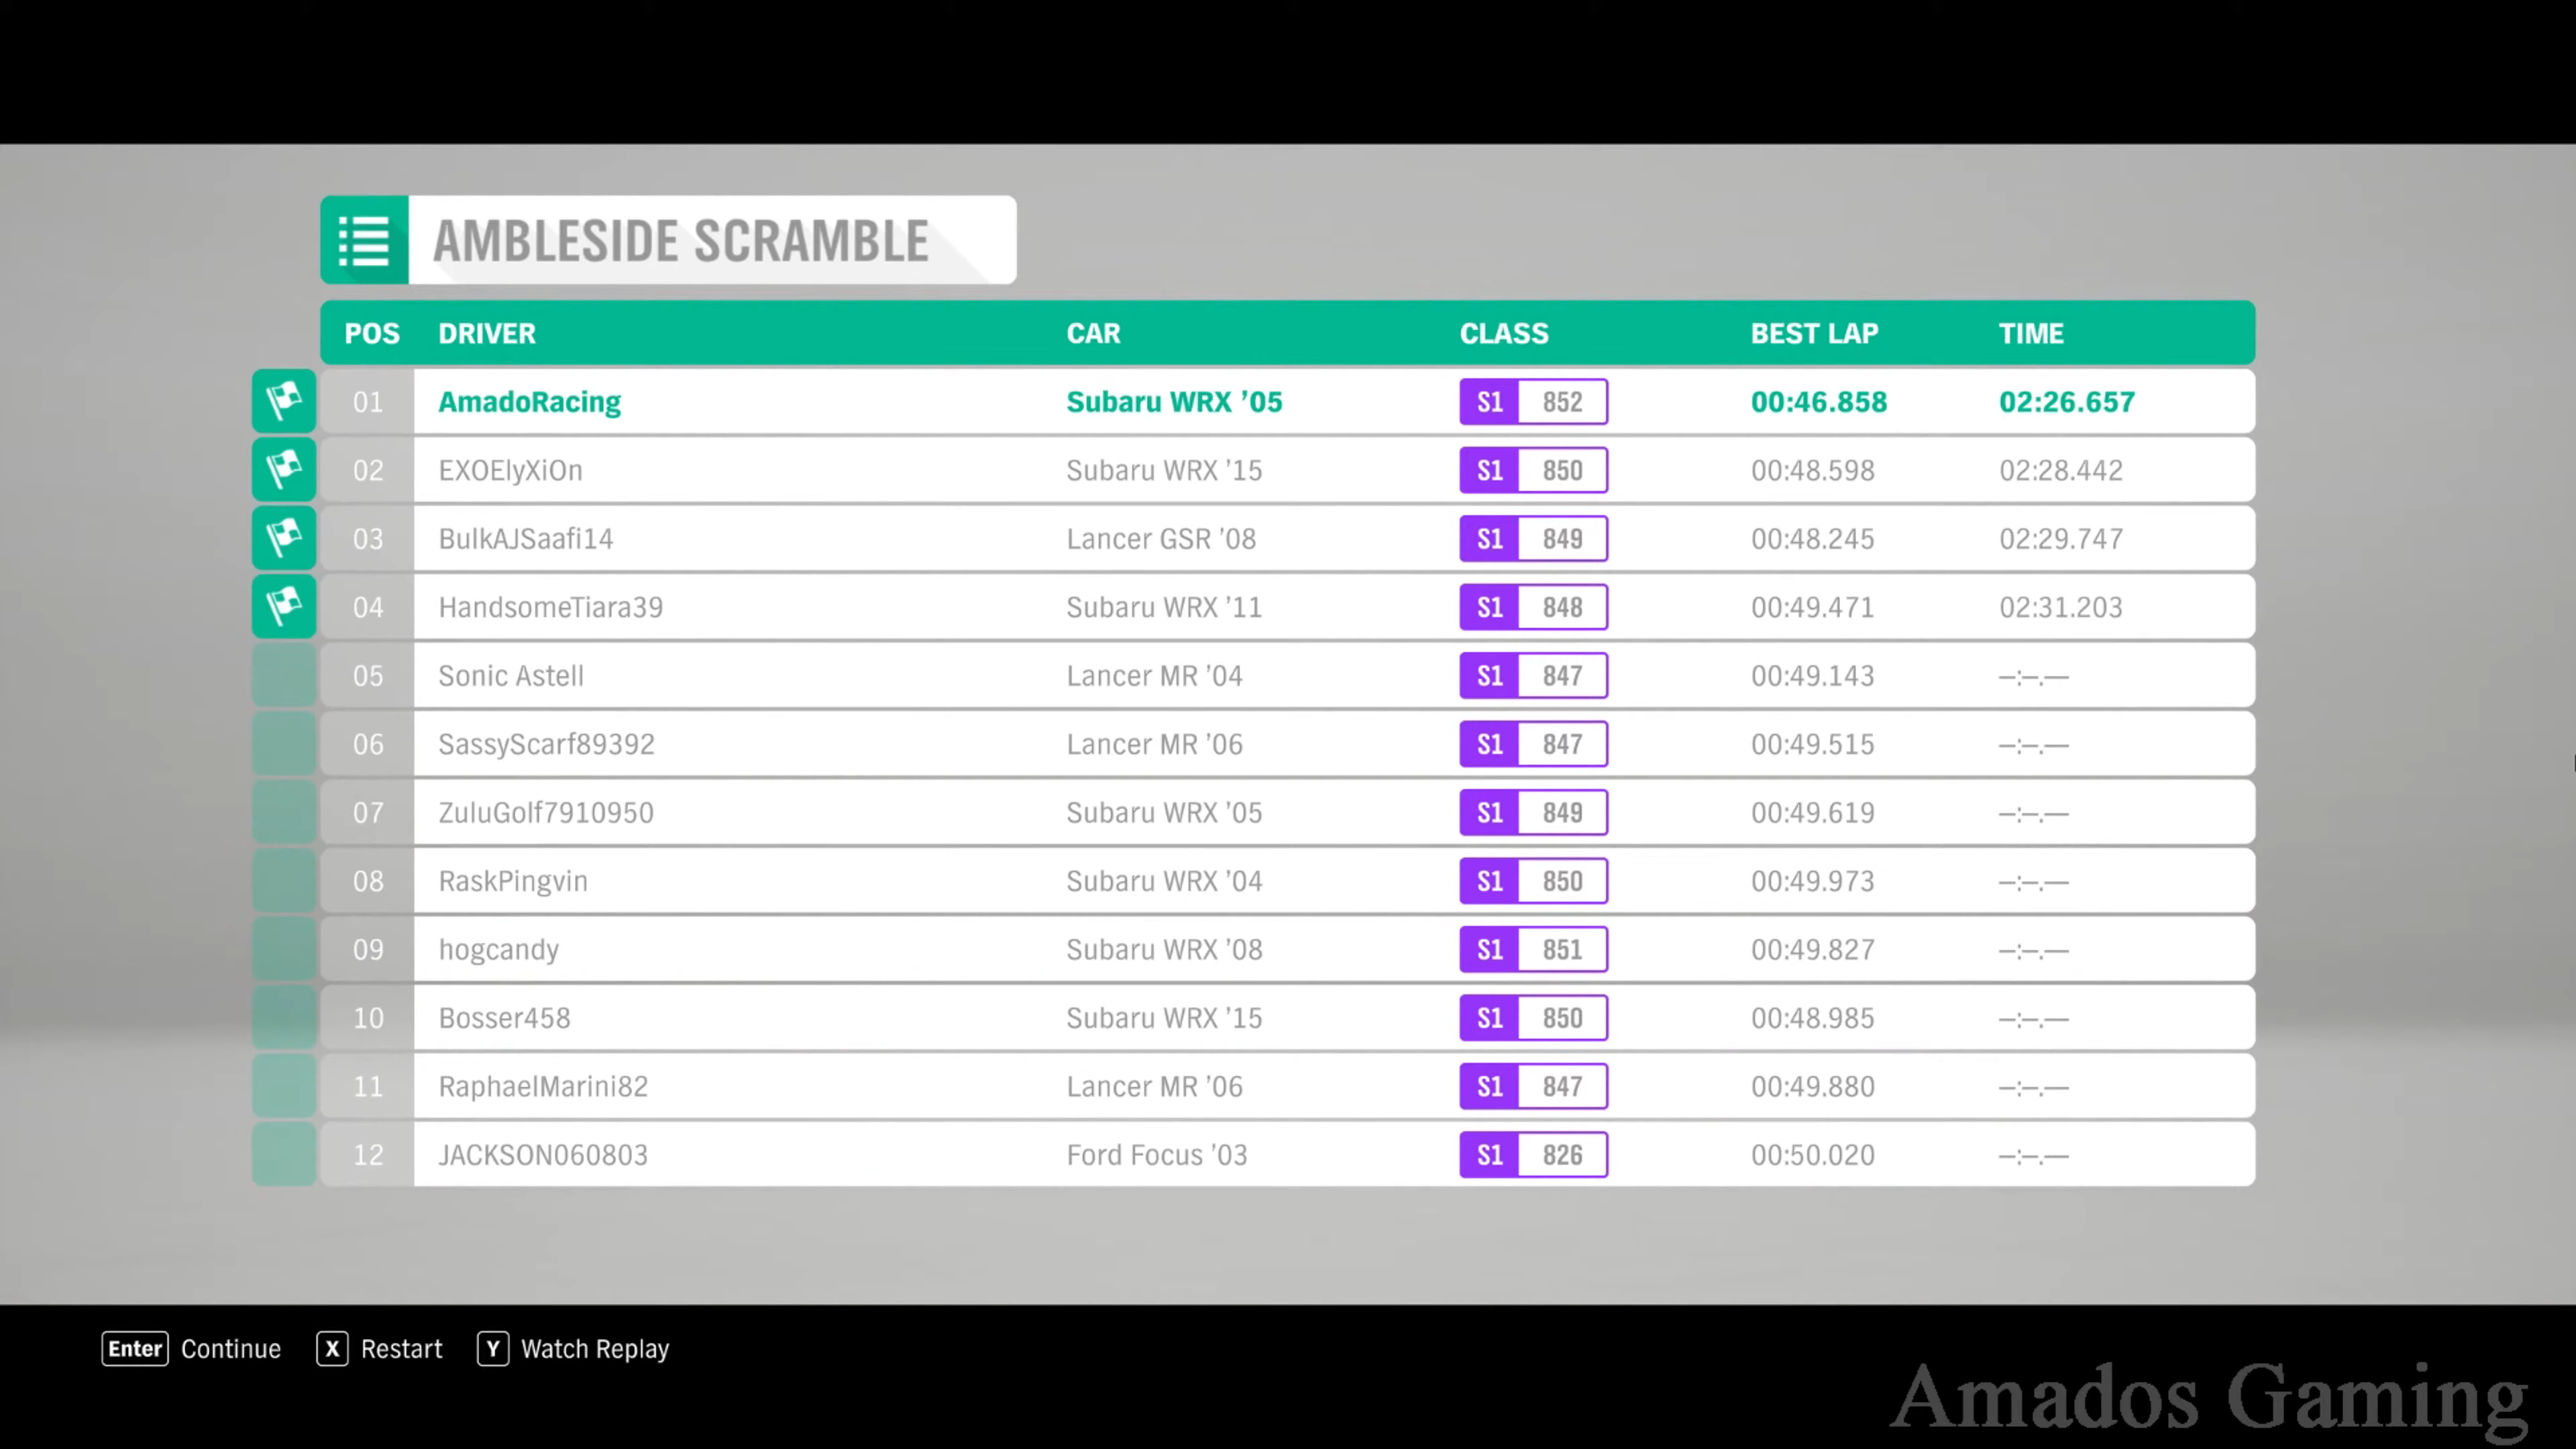 AMBLESIDE SCRAMBLE
POS DRIVER CAR CLASS BEST LAP TIME
01 AmadoRacing Subaru WRX ’05 S1 852 00:46.858 02:26.657
02 EXOElyXiOn Subaru WRX ’15 S1 850 00:48.598 02:28.442
03 BulkAJSaafi14 Lancer GSR ’08 S1 849 00:48.245 02:29.747
04 HandsomeTiara39 Subaru WRX ’11 S1 848 00:49.471 02:31.203
05 Sonic Astell Lancer MR ’04 S1 847 00:49.143 –:–.—
06 SassyScarf89392 Lancer MR ’06 S1 847 00:49.515 –:–.—
07 ZuluGolf7910950 Subaru WRX ’05 S1 849 00:49.619 –:–.—
08 RaskPingvin Subaru WRX ’04 S1 850 00:49.973 –:–.—
09 hogcandy Subaru WRX ’08 S1 851 00:49.827 –:–.—
10 Bosser458 Subaru WRX ’15 S1 850 00:48.985 –:–.—
11 RaphaelMarini82 Lancer MR ’06 S1 847 00:49.880 –:–.—
12 JACKSON060803 Ford Focus ’03 S1 826 00:50.020 –:–.—
Enter Continue X Restart Y Watch Replay
Amados Gaming